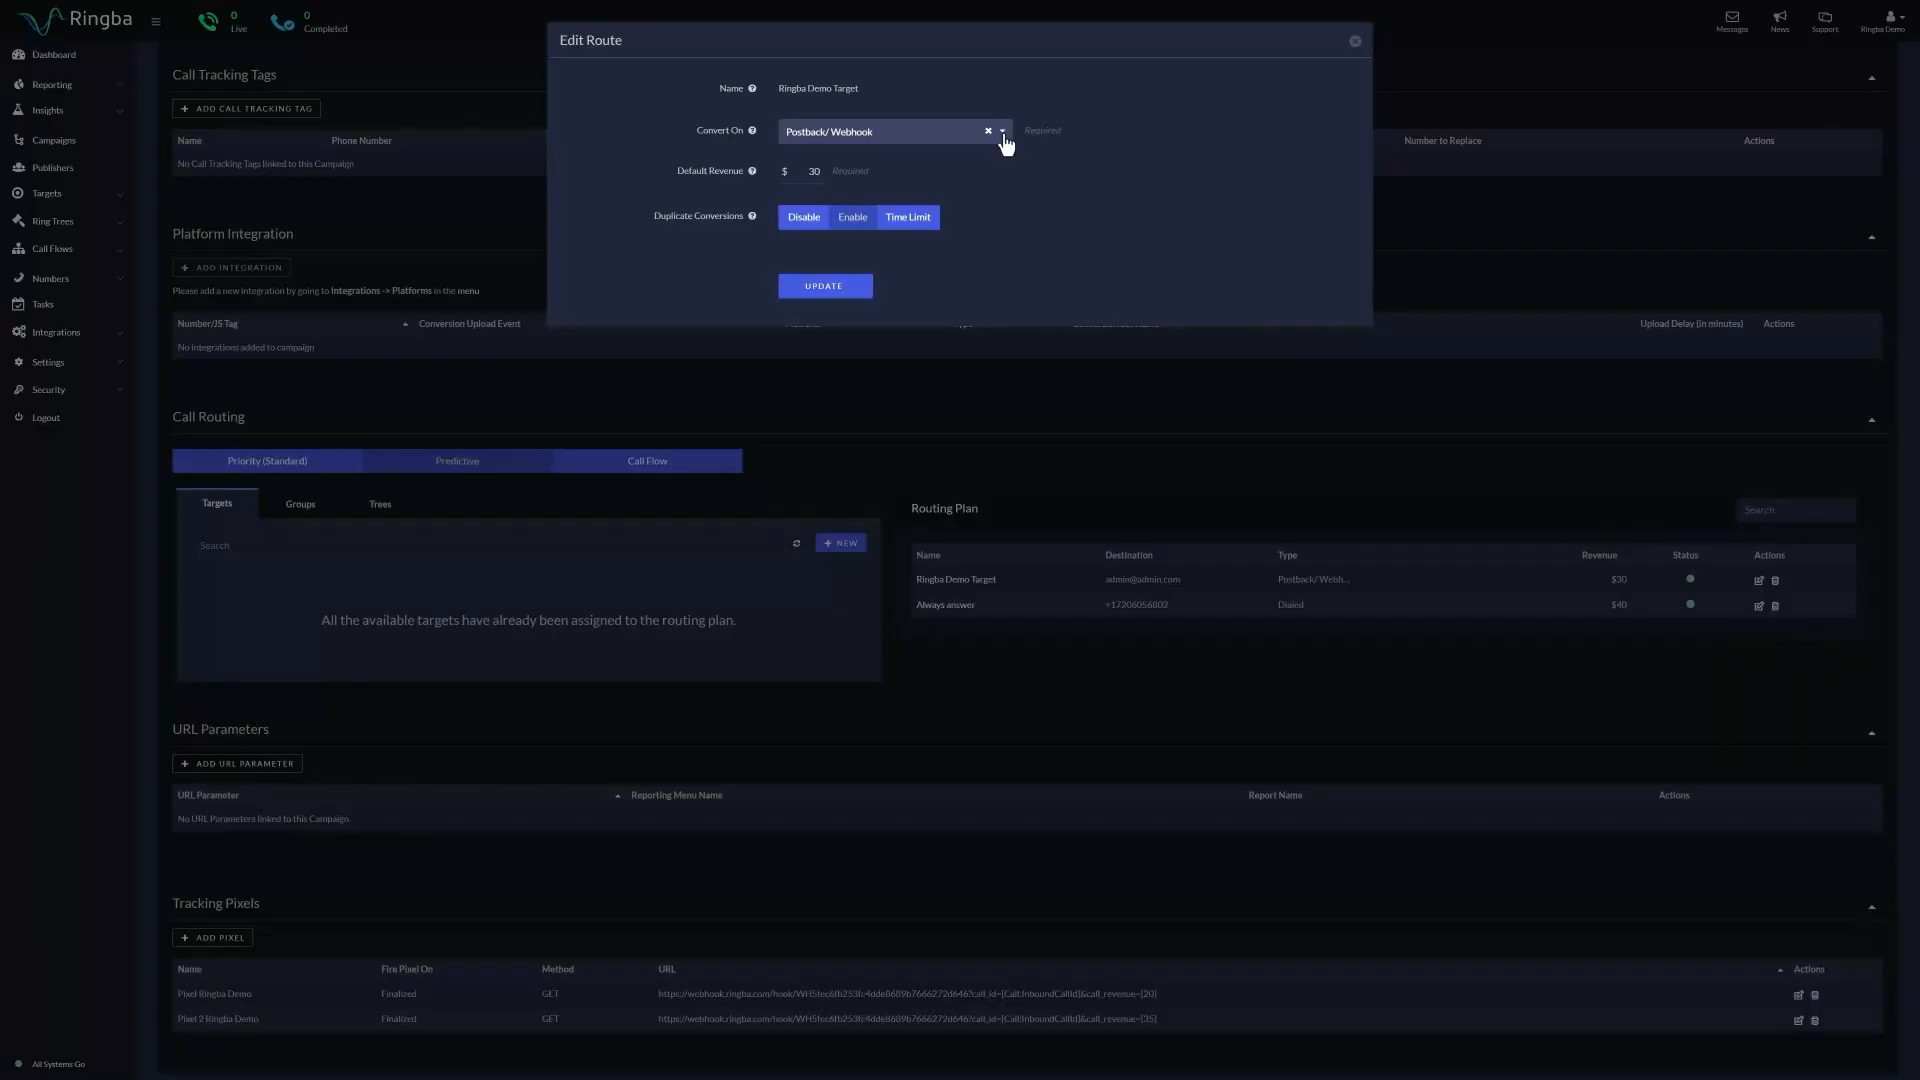 Ringba
0
Live
0
Completed
Messages
News
Support
Ringba Demo
Dashboard
Reporting
Insights
Campaigns
Publishers
Targets
Ring Trees
Call Flows
Numbers
Tasks
Integrations
Settings
Security
Logout
All Systems Go
Edit Route
Name
Ringba Demo Target
Convert On
Postback/ Webhook
Required
Default Revenue
$ 30
Required
Duplicate Conversions
Disable Enable Time Limit
UPDATE
Call Tracking Tags
+ ADD CALL TRACKING TAG
Name Phone Number Number to Replace Actions
No Call Tracking Tags linked to this Campaign
Platform Integration
+ ADD INTEGRATION
Please add a new integration by going to Integrations -> Platforms in the menu
Number/JS Tag Conversion Upload Event Upload Delay (in minutes) Actions
No integrations added to campaign
Call Routing
Priority (Standard) Predictive Call Flow
Targets Groups Trees
Search
+ NEW
All the available targets have already been assigned to the routing plan.
Routing Plan
Search
Name Destination Type Revenue Status Actions
Ringba Demo Target admin@admin.com Postback/ Webh... $30
Always answer +17206056802 Dialed $40
URL Parameters
+ ADD URL PARAMETER
URL Parameter Reporting Menu Name Report Name Actions
No URL Parameters linked to this Campaign.
Tracking Pixels
+ ADD PIXEL
Name Fire Pixel On Method URL Actions
Pixel Ringba Demo Finalized GET
Pixel 2 Ringba Demo Finalized GET